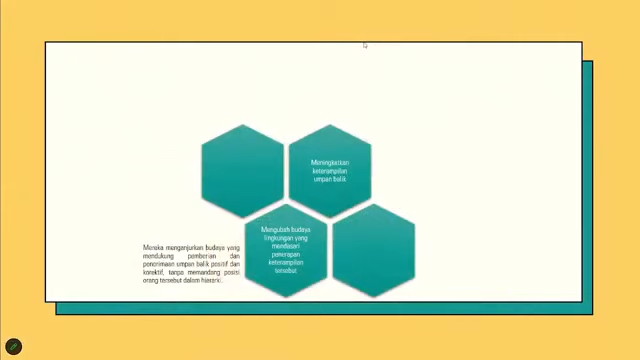 Meningkatkan
keterampilan
umpan balik
Mengubah budaya
lingkungan yang
mendasari
penerapan
keterampilan
tersebut
Mereka menganjurkan budaya yang
mendukung pemberian dan
penerimaan umpan balik positif dan
korektif, tanpa memandang posisi
orang tersebut dalam hierarki.